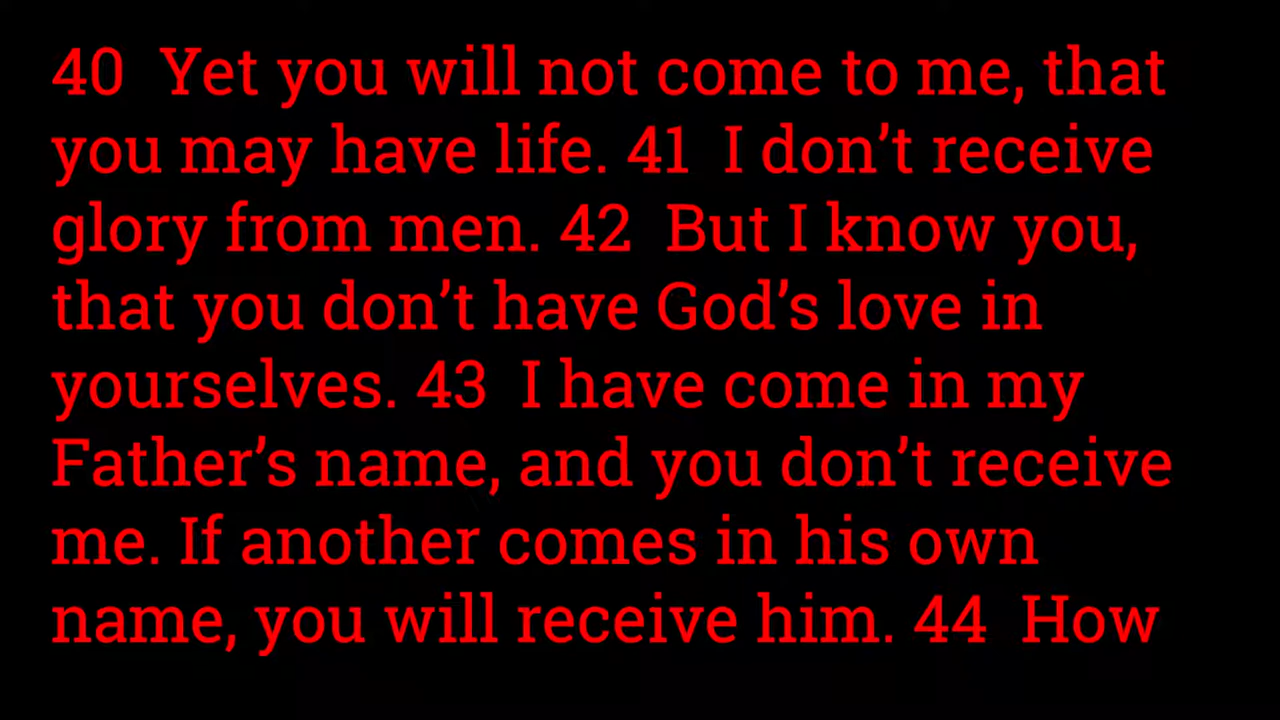 40  Yet you will not come to me, that
you may have life. 41  I don’t receive
glory from men. 42  But I know you,
that you don’t have God’s love in
yourselves. 43  I have come in my
Father’s name, and you don’t receive
me. If another comes in his own
name, you will receive him. 44  How